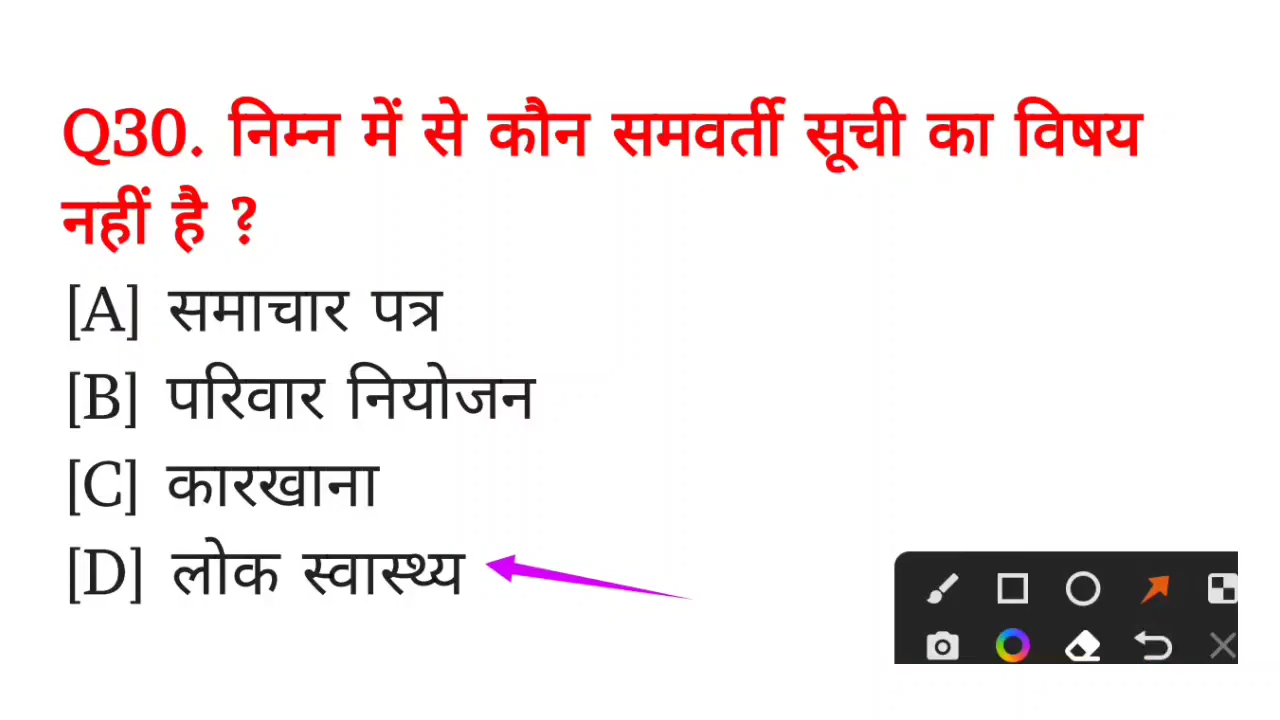 Q30. निम्न में से कौन समवर्ती सूची का विषय
नहीं है ?
[A] समाचार पत्र
[B] परिवार नियोजन
[C] कारखाना
[D] लोक स्वास्थ्य